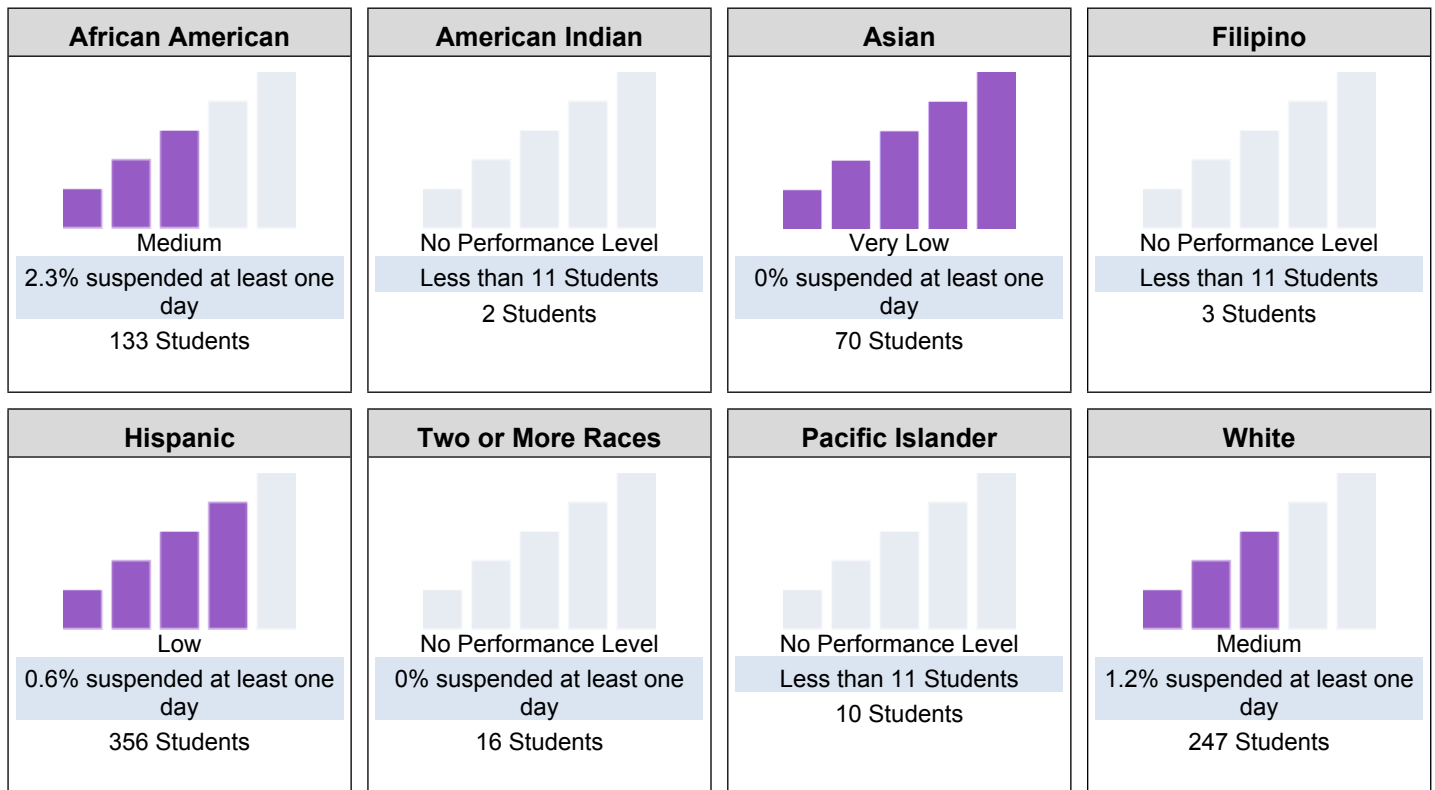 African American
Medium
2.3% suspended at least one
day
133 Students
American Indian
No Performance Level
Less than 11 Students
2 Students
Asian
Very Low
0% suspended at least one
day
70 Students
Filipino
No Performance Level
Less than 11 Students
3 Students
Hispanic
Low
0.6% suspended at least one
day
356 Students
Two or More Races
No Performance Level
0% suspended at least one
day
16 Students
Pacific Islander
No Performance Level
Less than 11 Students
10 Students
White
Medium
1.2% suspended at least one
day
247 Students